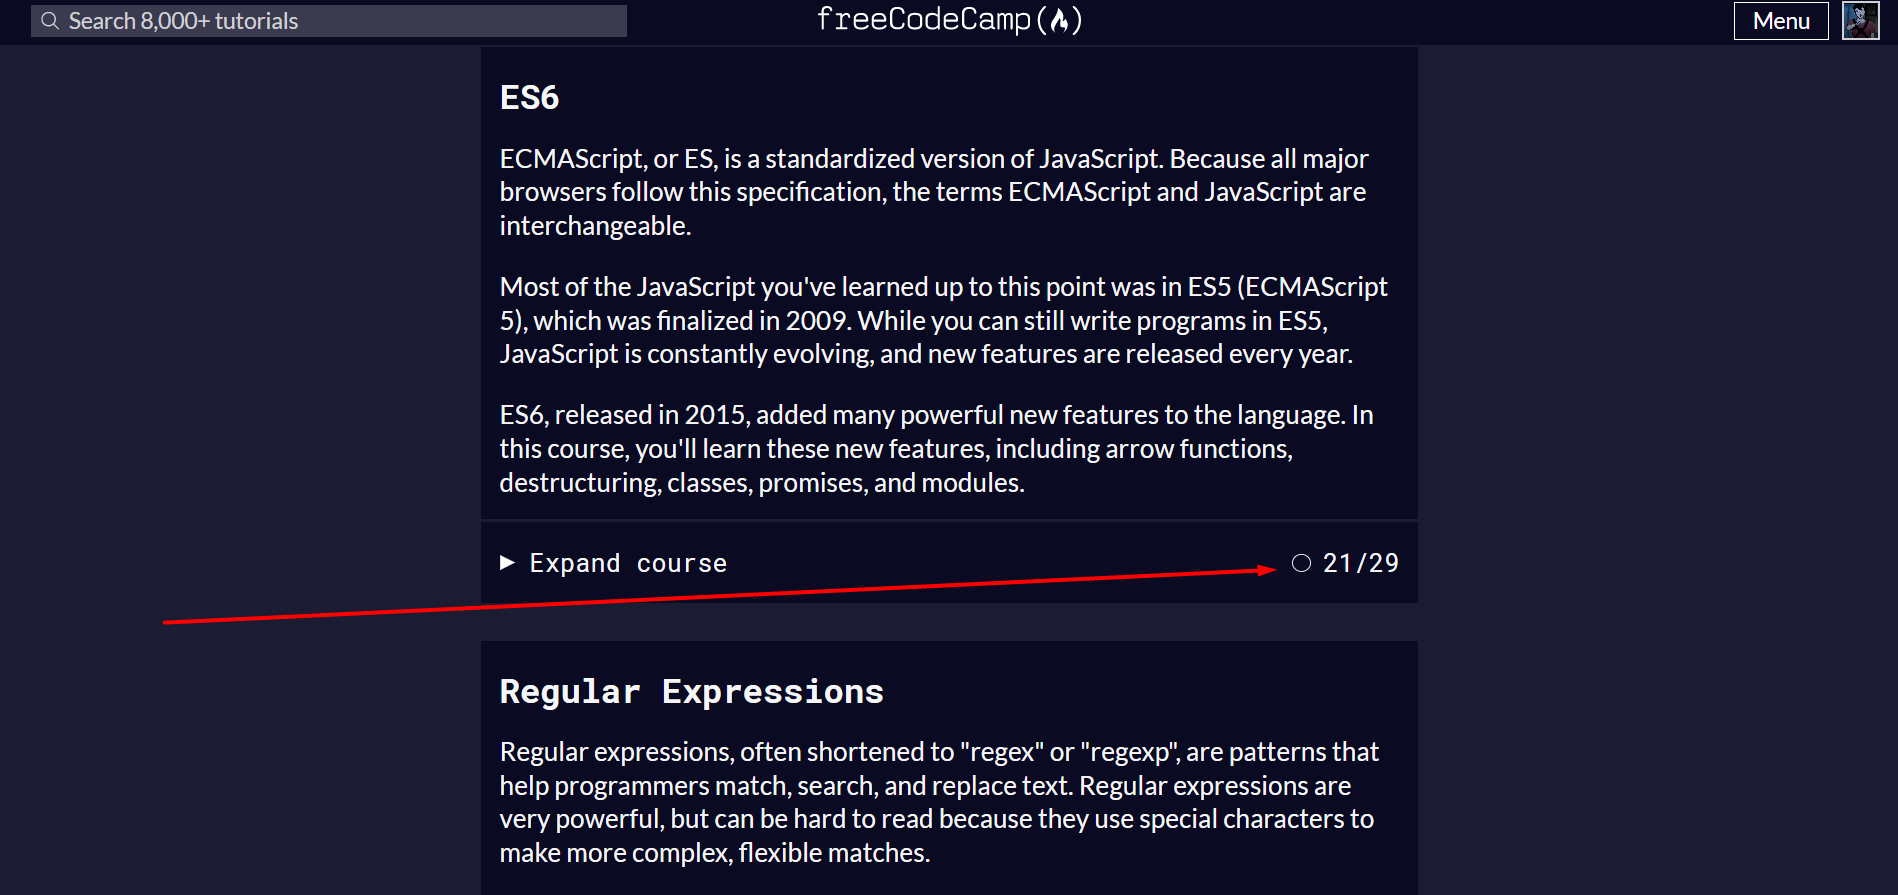 Search 8,000+ tutorials
freeCodeCamp
Menu
ES6
ECMAScript, or ES, is a standardized version of JavaScript. Because all major
browsers follow this specification, the terms ECMAScript and JavaScript are
interchangeable.
Most of the JavaScript you've learned up to this point was in ES5 (ECMAScript
5), which was finalized in 2009. While you can still write programs in ES5,
JavaScript is constantly evolving, and new features are released every year.
ES6, released in 2015, added many powerful new features to the language. In
this course, you'll learn these new features, including arrow functions,
destructuring, classes, promises, and modules.
Expand course 21/29
Regular Expressions
Regular expressions, often shortened to "regex" or "regexp", are patterns that
help programmers match, search, and replace text. Regular expressions are
very powerful, but can be hard to read because they use special characters to
make more complex, flexible matches.